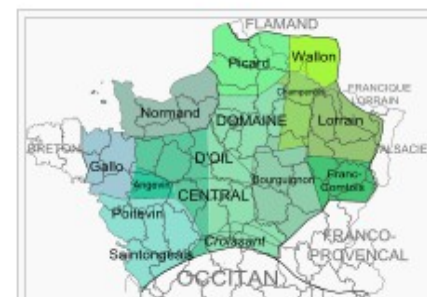 FLAMAND
Picard
Wallon
Champenois
FRANCIQUE
LORRAIN
Normand
DOMAINE
Lorrain
BRETON
ALSACIEN
Gallo
D'OIL
Angevin
CENTRAL
Bourguignon
Franc-
Comtois
Poitevin
Croissant
FRANCO-
PROVENCAL
Saintongeais
OCCITAN